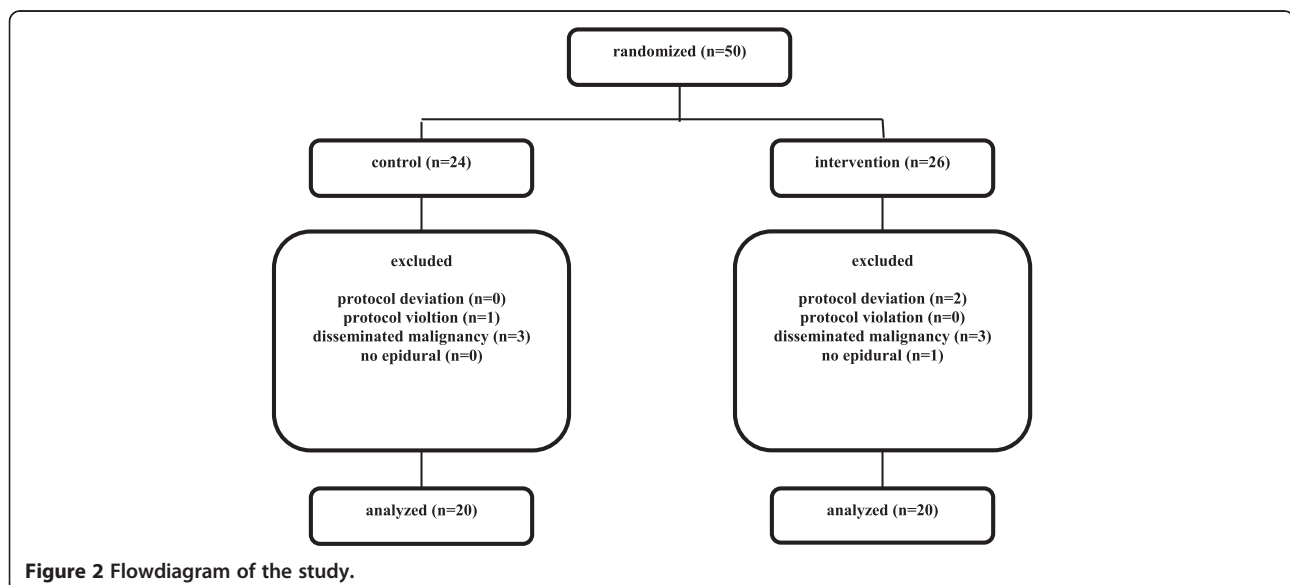 randomized (n=50)
control (n=24)
intervention (n=26)
excluded
protocol deviation (n=0)
protocol violtion (n=1)
disseminated malignancy (n=3)
no epidural (n=0)
excluded
protocol deviation (n=2)
protocol violation (n=0)
disseminated malignancy (n=3)
no epidural (n=1)
analyzed (n=20)
analyzed (n=20)
Figure 2 Flowdiagram of the study.